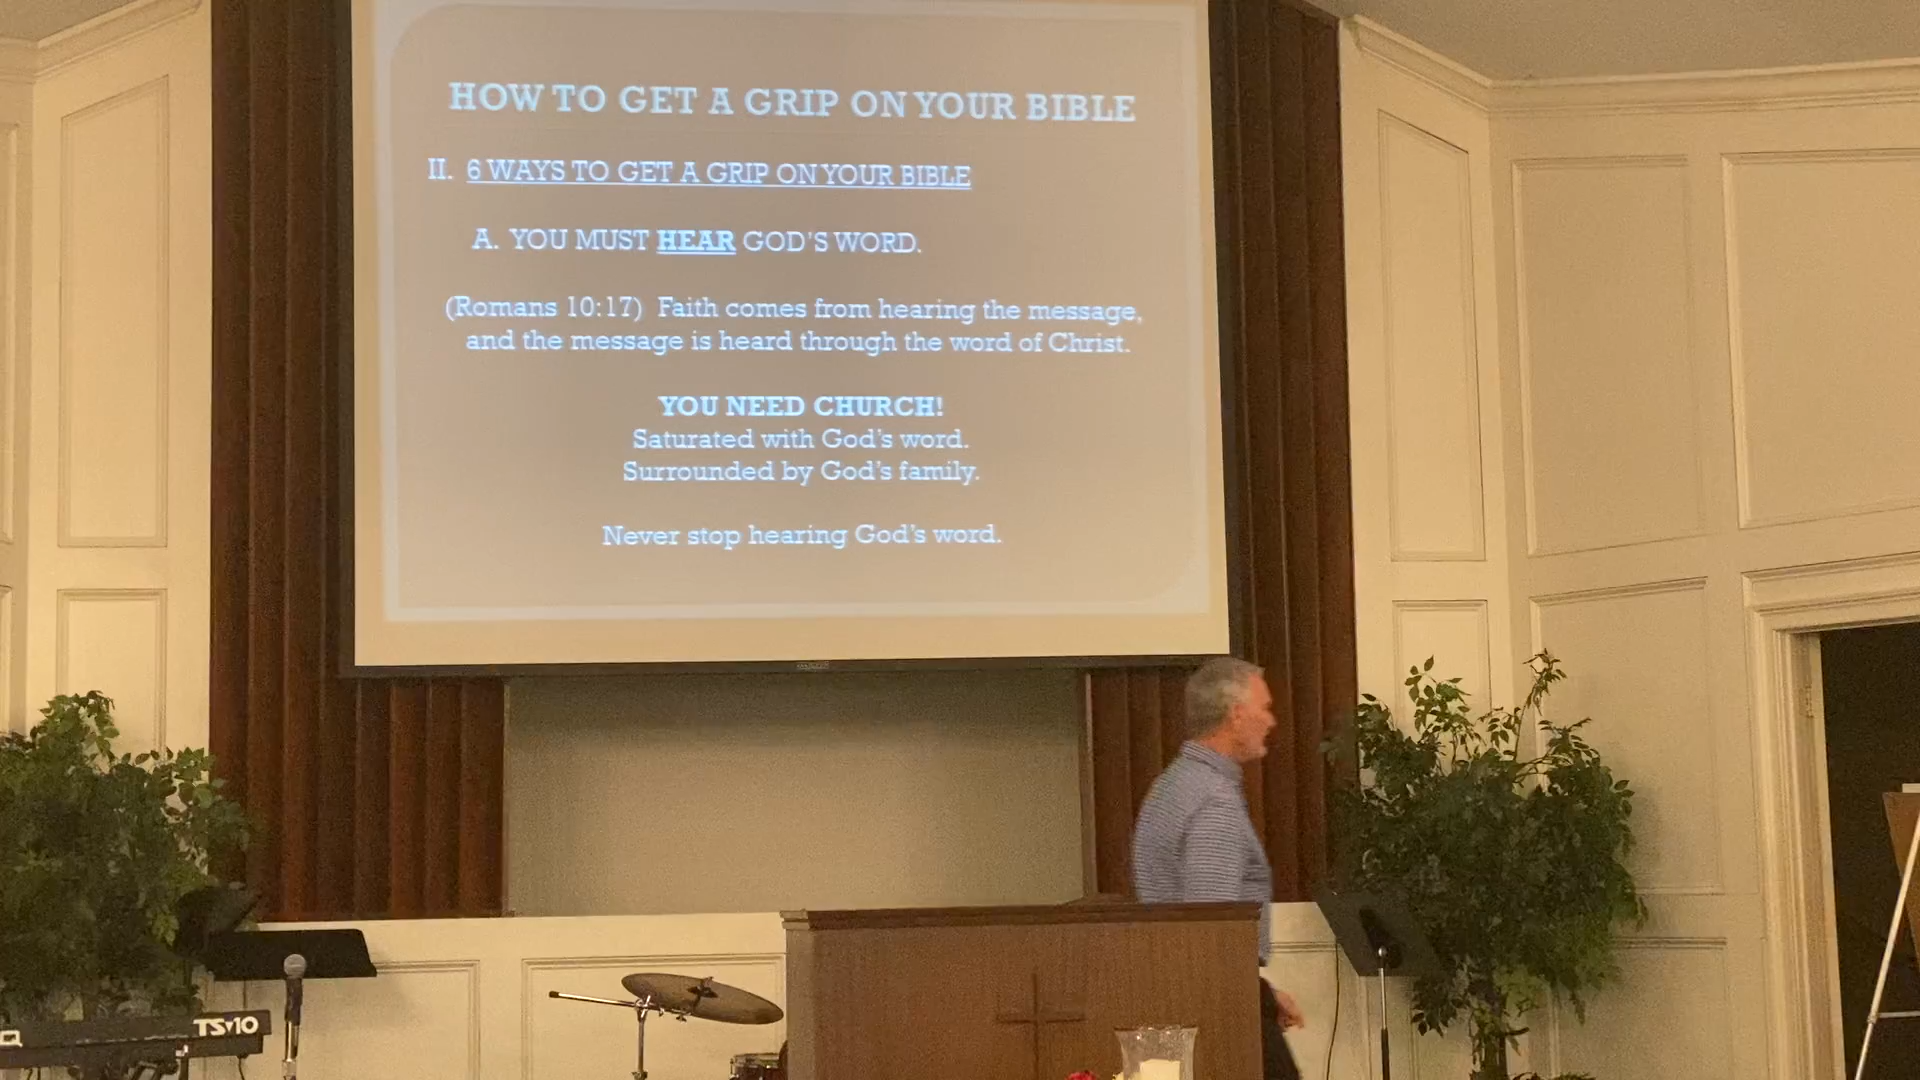 HOW TO GET A GRIP ON YOUR BIBLE
II. 6 WAYS TO GET A GRIP ON YOUR BIBLE
A. YOU MUST HEAR GOD'S WORD.
(Romans 10:17) Faith comes from hearing the message,
and the message is heard through the word of Christ.
YOU NEED CHURCH!
Saturated with God's word.
Surrounded by God's family.
Never stop hearing God's word.
TSV10